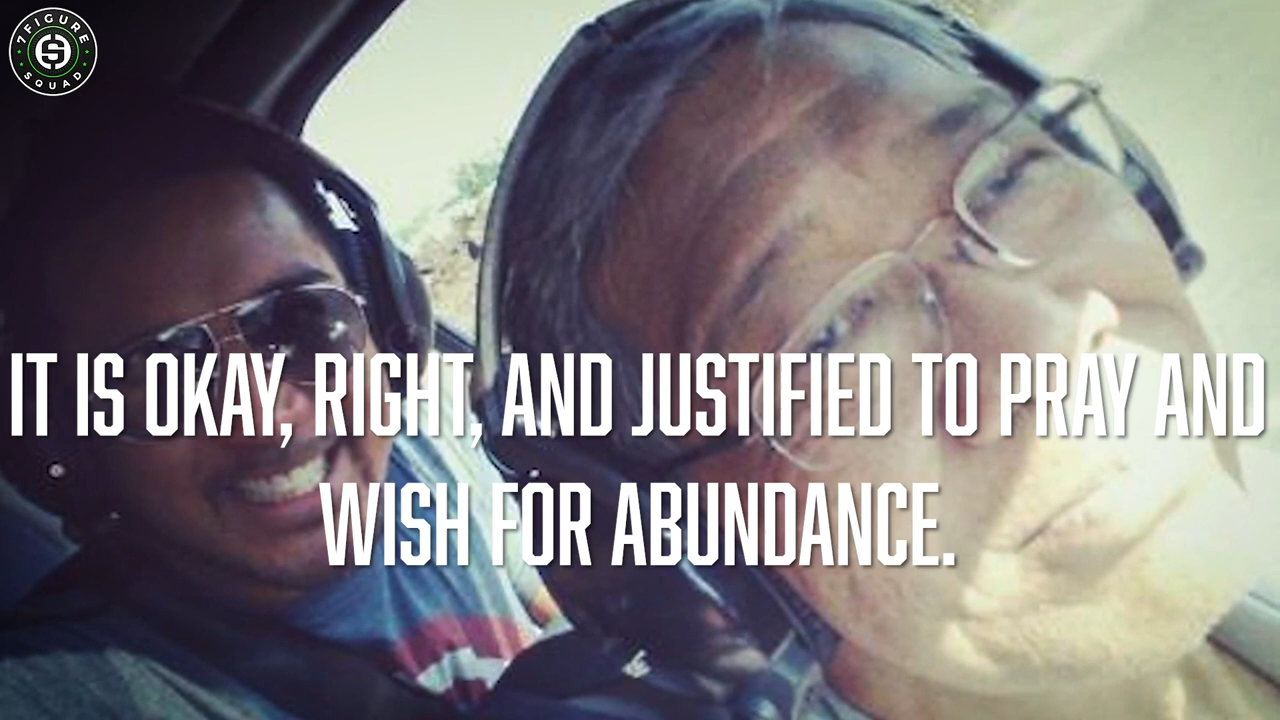 7FIGURE
SQUAD
IT IS OKAY, RIGHT, AND JUSTIFIED TO PRAY AND
WISH FOR ABUNDANCE.